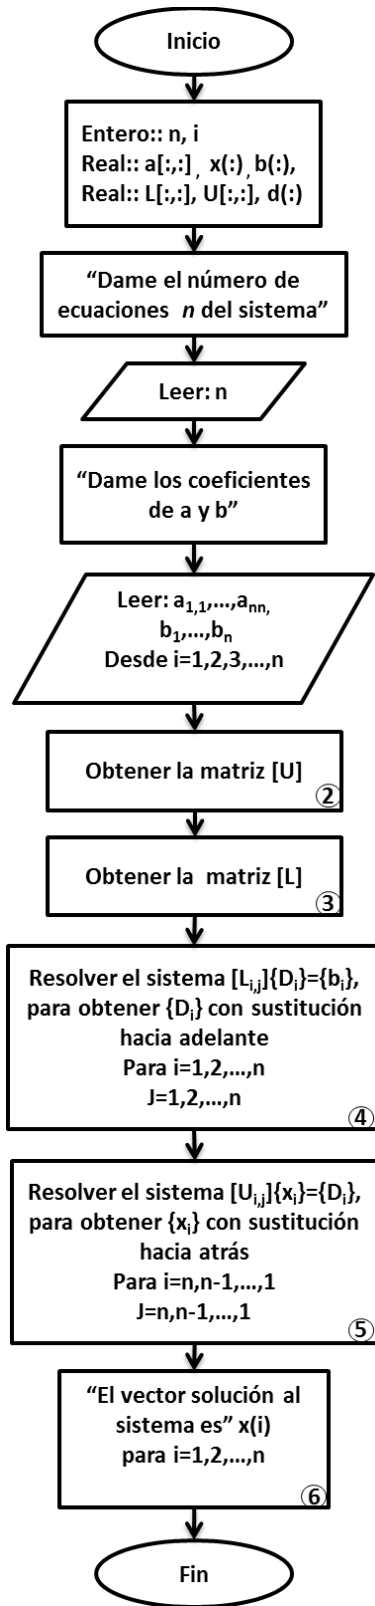 Inicio
Entero:: n, i
Real:: a[:,:] , x(:) , b(:),
Real:: L[:,:], U[:,:], d(:)
“Dame el número de
ecuaciones n del sistema”
Leer: n
“Dame los coeficientes
de a y b”
Leer: a1,1,...,ann,
b1,...,bn
Desde i=1,2,3,...,n
Obtener la matriz [U]
②
Obtener la matriz [L]
③
Resolver el sistema [Li,j]{Di}={bi},
para obtener {Di} con sustitución
hacia adelante
Para i=1,2,...,n
J=1,2,...,n
④
Resolver el sistema [Ui,j]{xi}={Di},
para obtener {xi} con sustitución
hacia atrás
Para i=n,n-1,...,1
J=n,n-1,...,1
⑤
“El vector solución al
sistema es” x(i)
para i=1,2,...,n
⑥
Fin